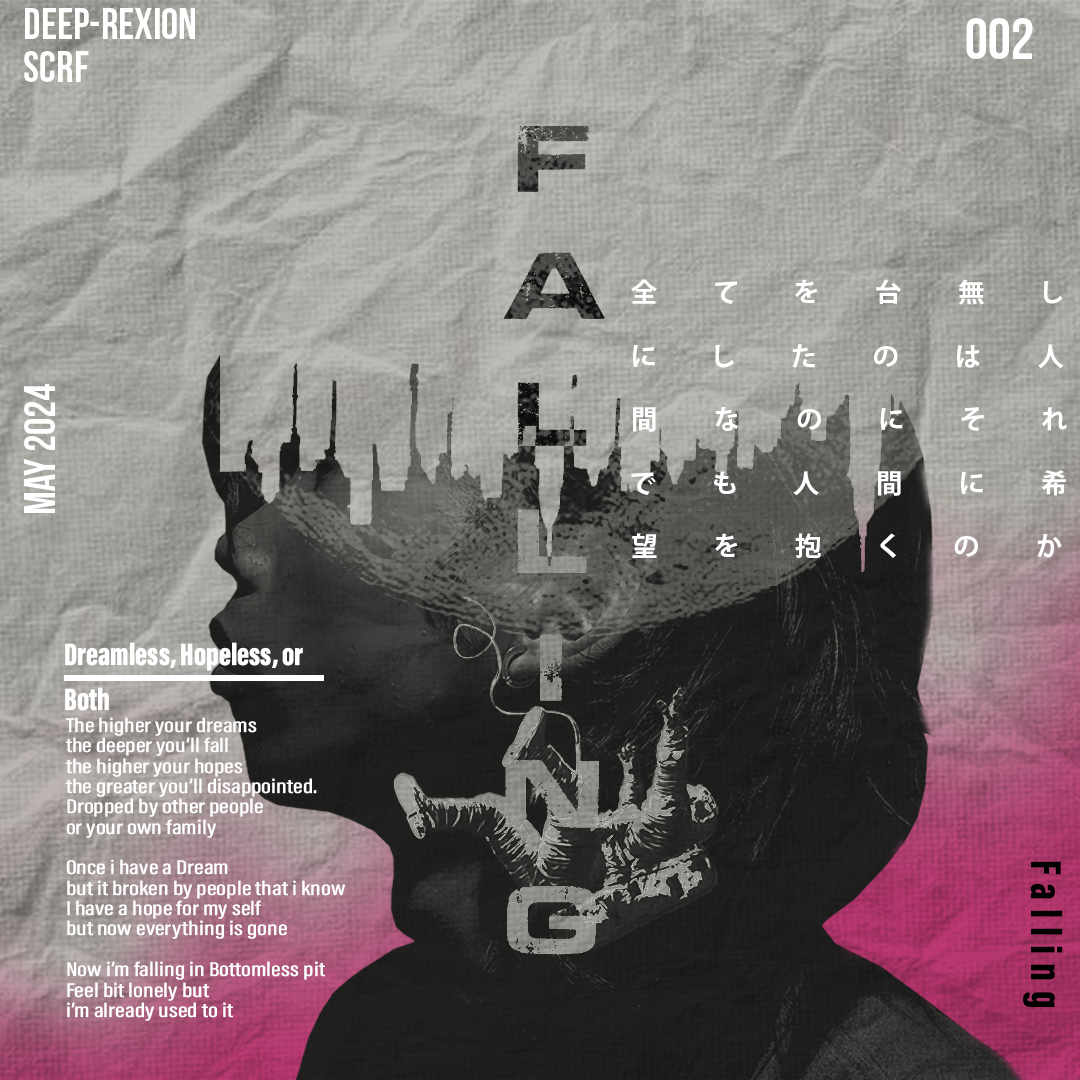 DEEP-REXION
SCRF
002
FALLING
全てを台無し
にしたのは人
間なのにそれ
でも人間に希
望を抱くのか
MAY 2024
Dreamless, Hopeless, or
Both
The higher your dreams
the deeper you'll fall
the higher your hopes
the greater you'll disappointed.
Dropped by other people
or your own family
Once i have a Dream
but it broken by people that i know
I have a hope for my self
but now everything is gone
Now i'm falling in Bottomless pit
Feel bit lonely but
i'm already used to it
Falling